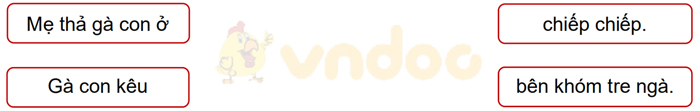 Mẹ thả gà con ở
chiếp chiếp.
vndoc
Gà con kêu
bên khóm tre ngà.